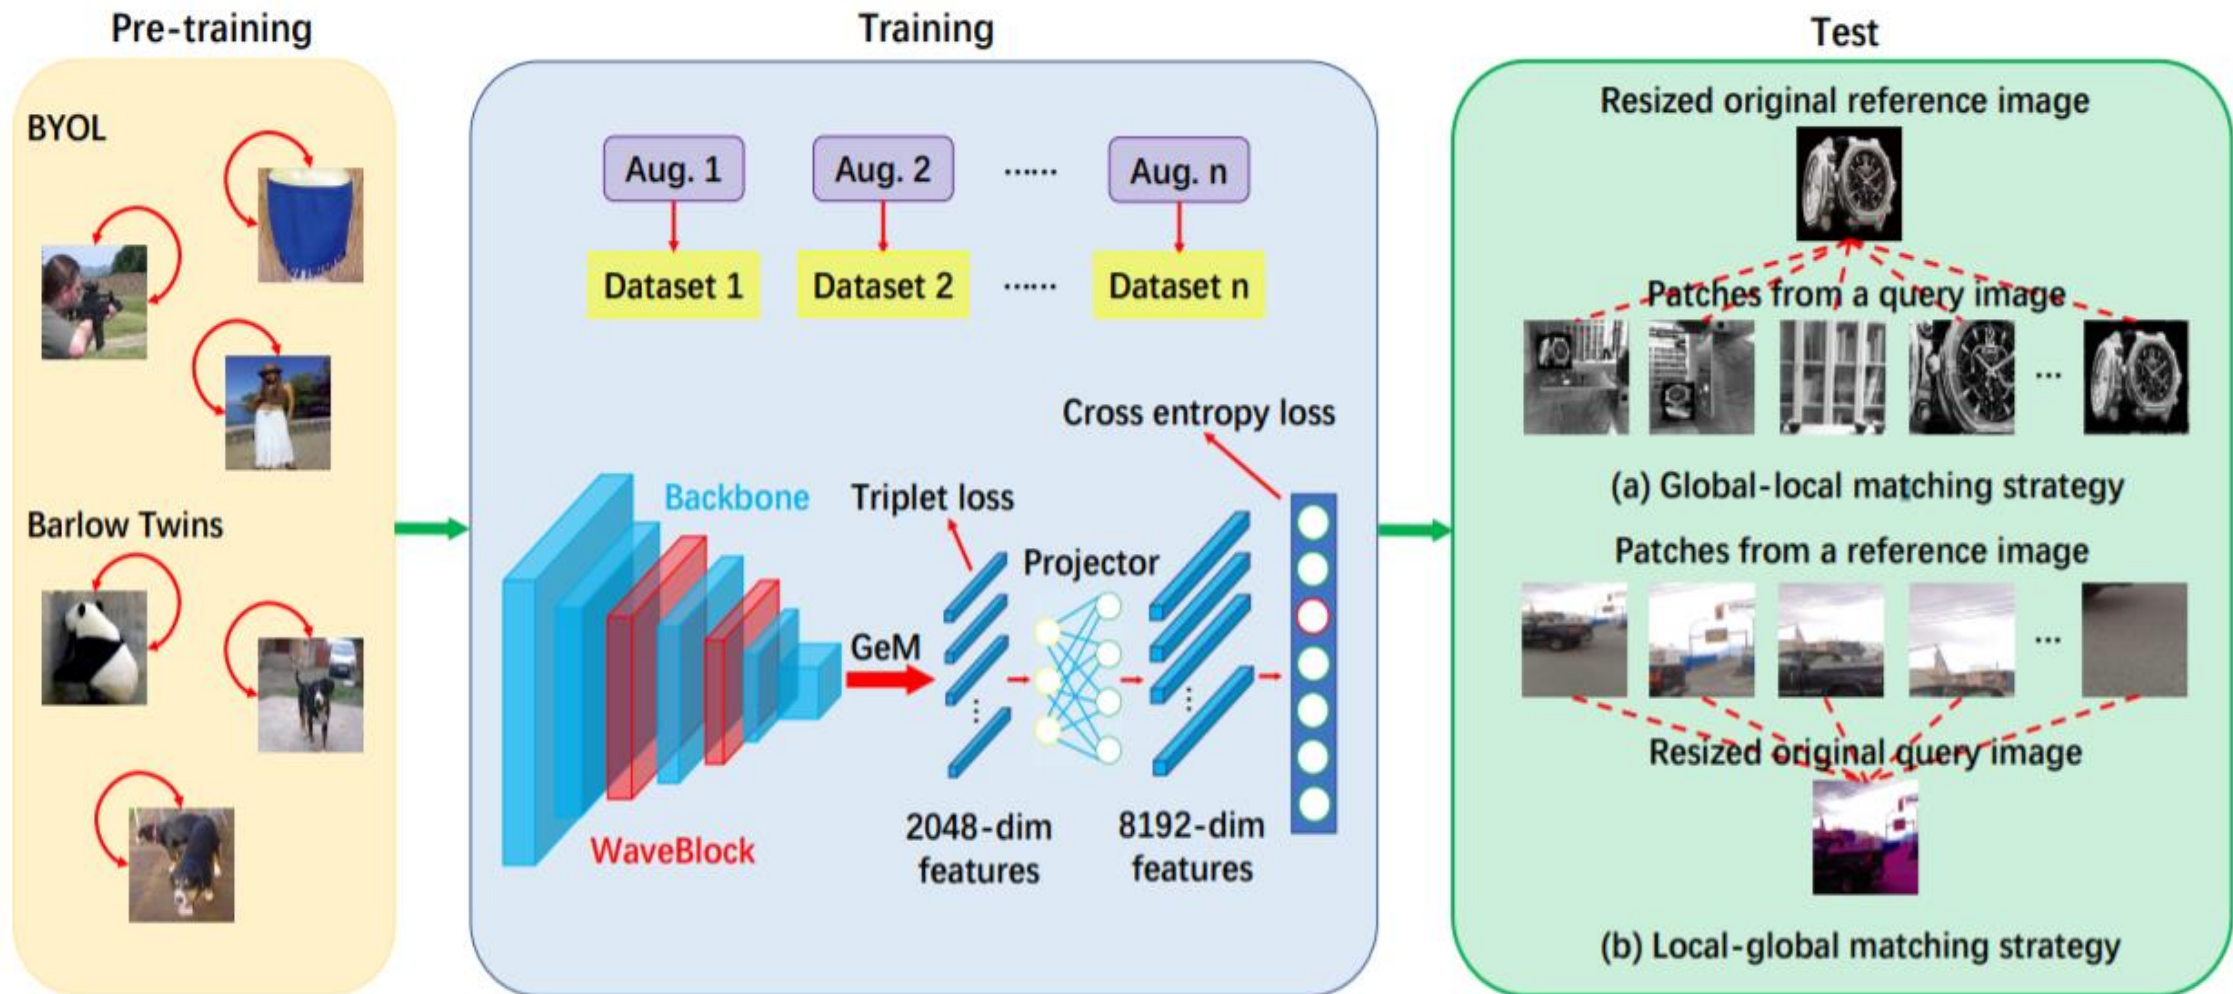 Pre-training
BYOL
Barlow Twins
Training
Aug. 1
Aug. 2
......
Aug. n
Dataset 1
Dataset 2
......
Dataset n
Cross entropy loss
Backbone
Triplet loss
Projector
GeM
WaveBlock
2048-dim
features
8192-dim
features
Test
Resized original reference image
Patches from a query image
...
(a) Global-local matching strategy
Patches from a reference image
...
Resized original query image
(b) Local-global matching strategy